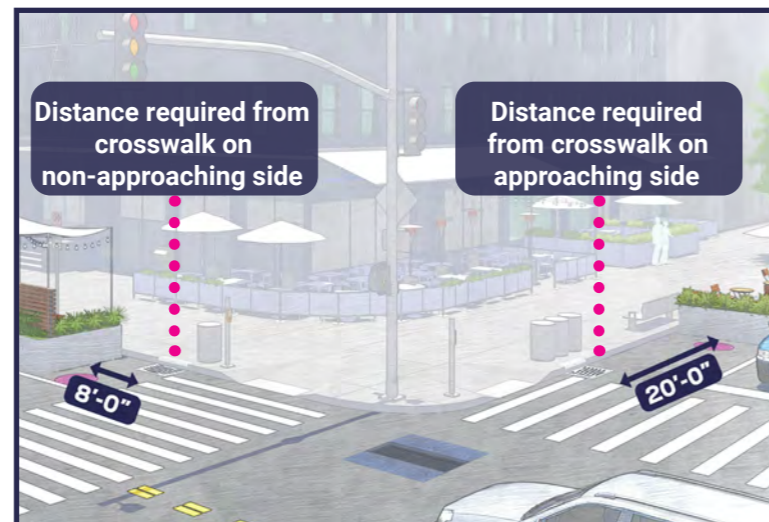 Distance required from
crosswalk on
non-approaching side
Distance required
from crosswalk on
approaching side
8'-0"
20'-0"